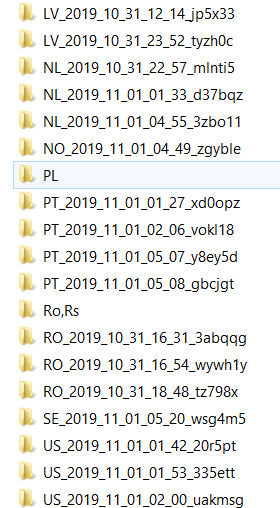 LV_2019_10_31_12_14_jp5x33
LV_2019_10_31_23_52_tyzh0c
NL_2019_10_31_22_57_mlnti5
NL_2019_11_01_01_33_d37bqz
NL_2019_11_01_04_55_3zbo11
NO_2019_11_01_04_49_zgyble
PL
PT_2019_11_01_01_27_xd0opz
PT_2019_11_01_02_06_vokl18
PT_2019_11_01_05_07_y8ey5d
PT_2019_11_01_05_08_gbcjgt
Ro,Rs
RO_2019_10_31_16_31_3abqqg
RO_2019_10_31_16_54_wywh1y
RO_2019_10_31_18_48_tz798x
SE_2019_11_01_05_20_wsg4m5
US_2019_11_01_01_42_20r5pt
US_2019_11_01_01_53_335ett
US_2019_11_01_02_00_uakmsg